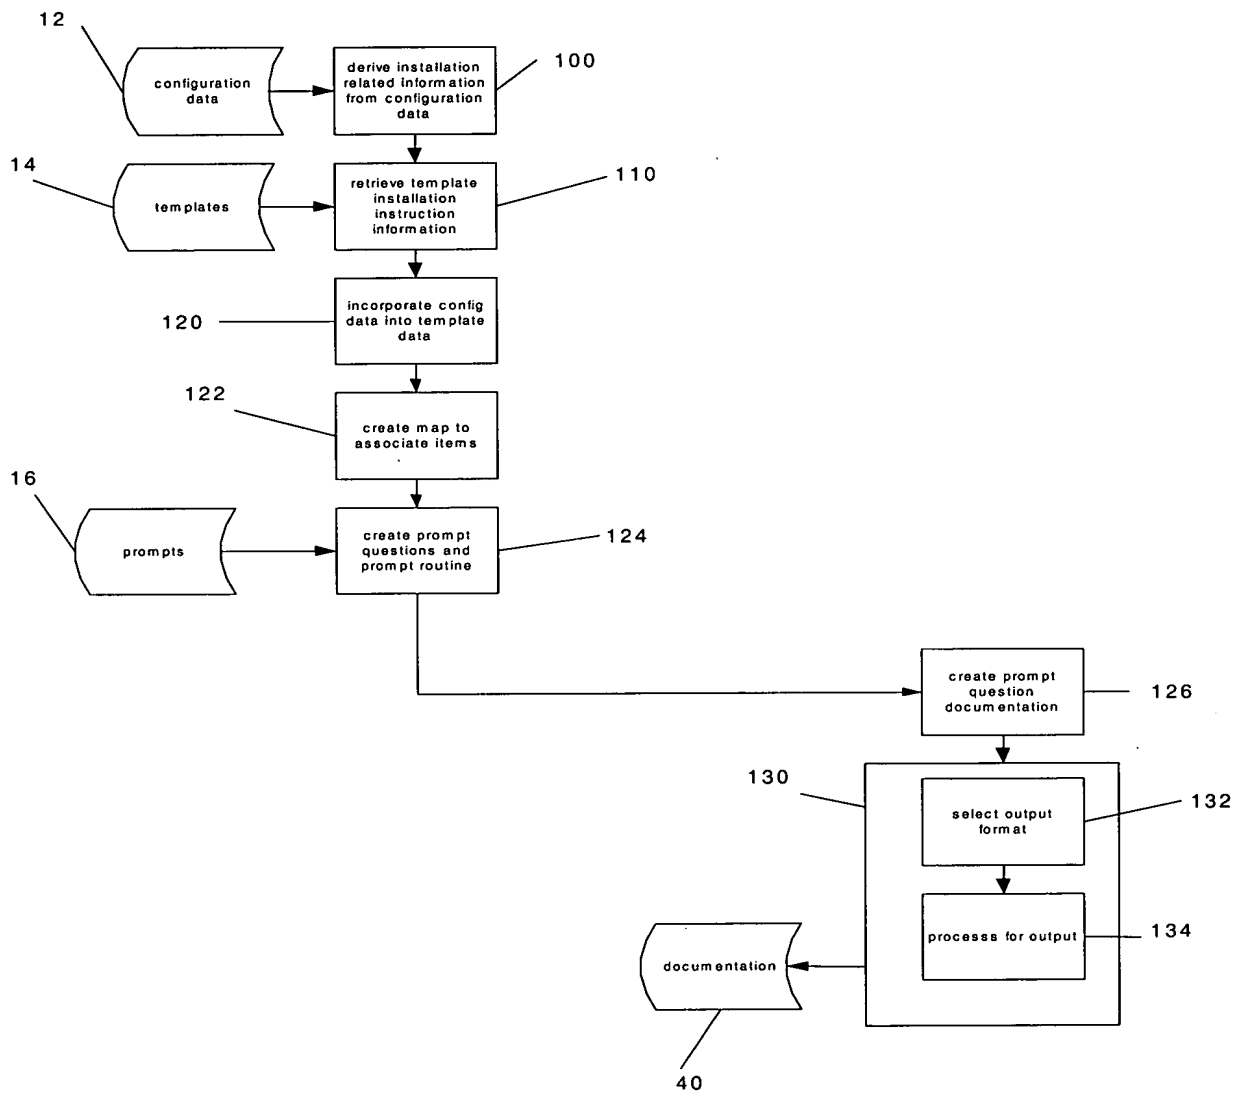 12
configuration
data
derive installation
related information
from configuration
data
100
14
templates
retrieve template
installation
instruction
information
110
incorporate config
data into template
data
120
122
create map to
associate items
16
prompts
create prompt
questions and
prompt routine
124
create prompt
question
documentation
126
130
select output
format
132
processs for output
134
documentation
40